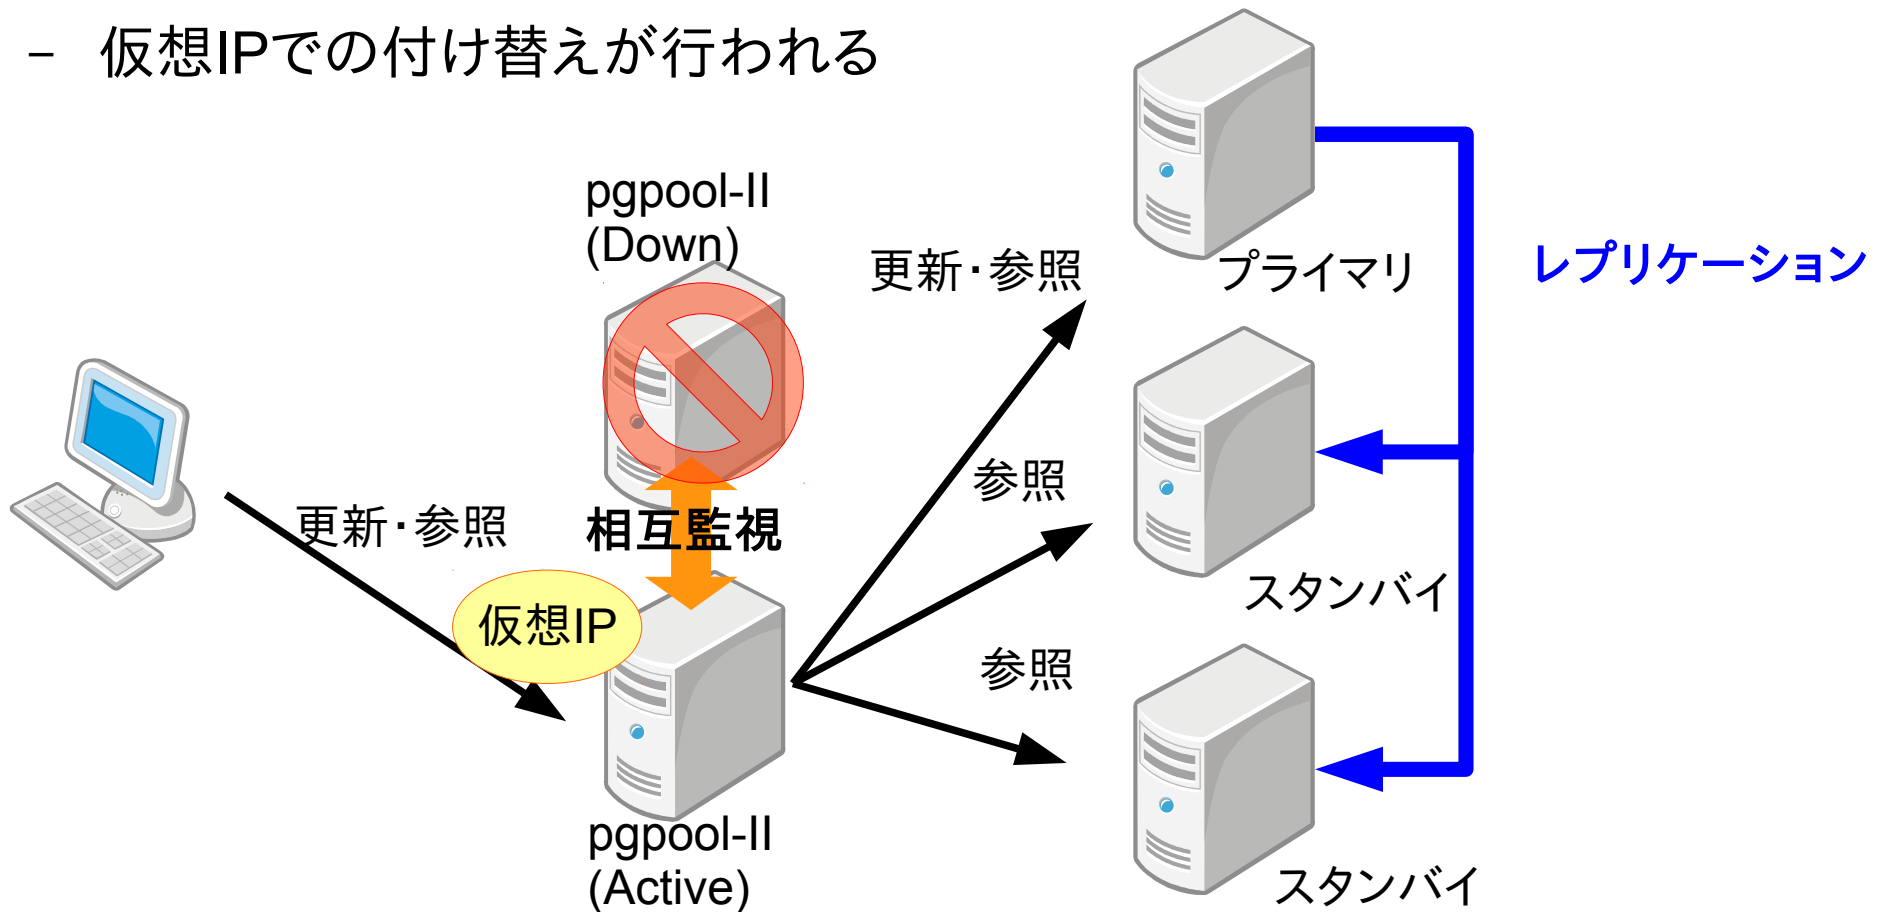 – 仮想IPでの付け替えが行われる
pgpool-II
(Down)
更新・参照
プライマリ
レプリケーション
参照
更新・参照
相互監視
スタンバイ
仮想IP
参照
pgpool-II
(Active)
スタンバイ